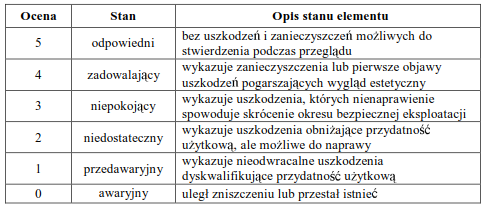 Ocena Stan Opis stanu elementu
5 odpowiedni bez uszkodzeń i zanieczyszczeń możliwych do
stwierdzenia podczas przeglądu
4 zadowalający wykazuje zanieczyszczenia lub pierwsze objawy
uszkodzeń pogarszających wygląd estetyczny
3 niepokojący wykazuje uszkodzenia, których nienaprawienie
spowoduje skrócenie okresu bezpiecznej eksploatacji
2 niedostateczny wykazuje uszkodzenia obniżające przydatność
użytkową, ale możliwe do naprawy
1 przedawaryjny wykazuje nieodwracalne uszkodzenia
dyskwalifikujące przydatność użytkową
0 awaryjny uległ zniszczeniu lub przestał istnieć